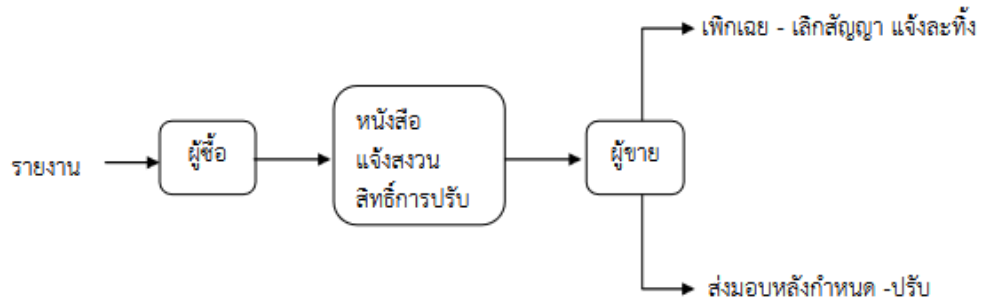 เพิกเฉย - เลิกสัญญา แจ้งละทิ้ง
รายงาน
ผู้ซื้อ
หนังสือ
แจ้งสงวน
สิทธิ์การปรับ
ผู้ขาย
ส่งมอบหลังกำหนด -ปรับ